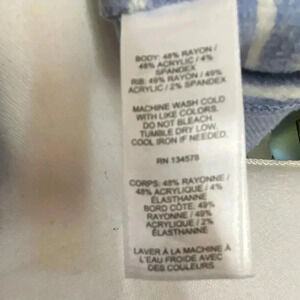 BODY: 48% RAYON /
48% ACRYLIC / 4%
SPANDEX
RIB: 49% RAYON / 49%
ACRYLIC / 2% SPANDEX
MACHINE WASH COLD
WITH LIKE COLORS.
DO NOT BLEACH.
TUMBLE DRY LOW.
COOL IRON IF NEEDED.
RN 134578
CORPS: 48% RAYONNE /
48% ACRYLIQUE / 4%
ÉLASTHANNE
BORD CÔTE: 49%
RAYONNE / 49%
ACRYLIQUE / 2%
ÉLASTHANNE
LAVER À LA MACHINE À
L'EAU FROIDE AVEC
DES COULEURS